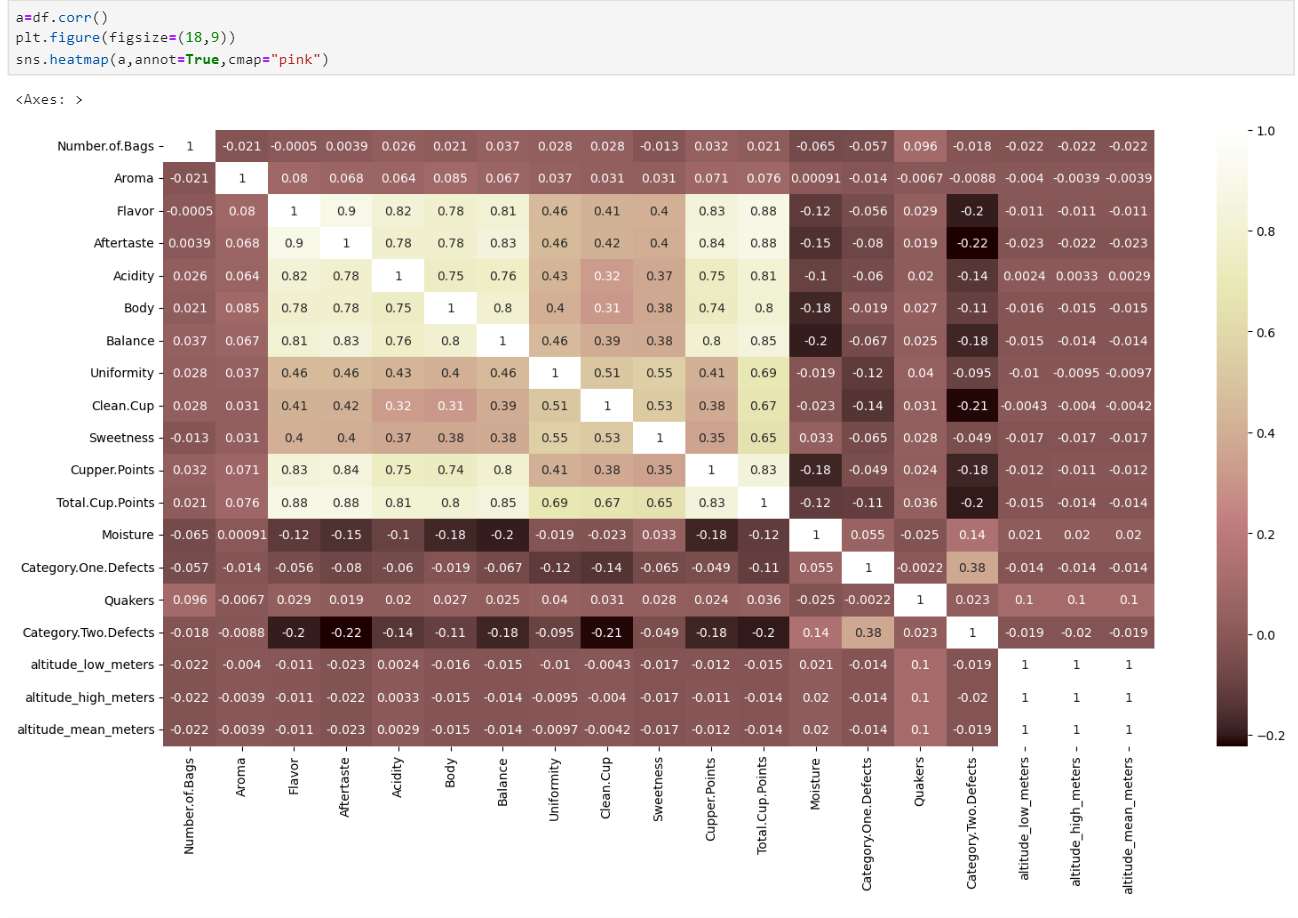 a=df.corr()
plt.figure(figsize=(18,9))
sns.heatmap(a,annot=True,cmap="pink")
<Axes: >
Number.of.Bags 1 -0.021 -0.0005 0.0039 0.026 0.021 0.037 0.028 0.028 -0.013 0.032 0.021 -0.065 -0.057 0.096 -0.018 -0.022 -0.022 -0.022
Aroma -0.021 1 0.08 0.068 0.064 0.085 0.067 0.037 0.031 0.031 0.071 0.076 0.00091 -0.014 -0.0067 -0.0088 -0.004 -0.0039 -0.0039
Flavor -0.0005 0.08 1 0.9 0.82 0.78 0.81 0.46 0.41 0.4 0.83 0.88 -0.12 -0.056 0.029 -0.2 -0.011 -0.011 -0.011
Aftertaste 0.0039 0.068 0.9 1 0.78 0.78 0.83 0.46 0.42 0.4 0.84 0.88 -0.15 -0.08 0.019 -0.22 -0.023 -0.022 -0.023
Acidity 0.026 0.064 0.82 0.78 1 0.75 0.76 0.43 0.32 0.37 0.75 0.81 -0.1 -0.06 0.02 -0.14 0.0024 0.0033 0.0029
Body 0.021 0.085 0.78 0.78 0.75 1 0.8 0.4 0.31 0.38 0.74 0.8 -0.18 -0.019 0.027 -0.11 -0.016 -0.015 -0.015
Balance 0.037 0.067 0.81 0.83 0.76 0.8 1 0.46 0.39 0.38 0.8 0.85 -0.2 -0.067 0.025 -0.18 -0.015 -0.014 -0.014
Uniformity 0.028 0.037 0.46 0.46 0.43 0.4 0.46 1 0.51 0.55 0.41 0.69 -0.019 -0.12 0.04 -0.095 -0.01 -0.0095 -0.0097
Clean.Cup 0.028 0.031 0.41 0.42 0.32 0.31 0.39 0.51 1 0.53 0.38 0.67 -0.023 -0.14 0.031 -0.21 -0.0043 -0.004 -0.0042
Sweetness -0.013 0.031 0.4 0.4 0.37 0.38 0.38 0.55 0.53 1 0.35 0.65 0.033 -0.065 0.028 -0.049 -0.017 -0.017 -0.017
Cupper.Points 0.032 0.071 0.83 0.84 0.75 0.74 0.8 0.41 0.38 0.35 1 0.83 -0.18 -0.049 0.024 -0.18 -0.012 -0.011 -0.012
Total.Cup.Points 0.021 0.076 0.88 0.88 0.81 0.8 0.85 0.69 0.67 0.65 0.83 1 -0.12 -0.11 0.036 -0.2 -0.015 -0.014 -0.014
Moisture -0.065 0.00091 -0.12 -0.15 -0.1 -0.18 -0.2 -0.019 -0.023 0.033 -0.18 -0.12 1 0.055 -0.025 0.14 0.021 0.02 0.02
Category.One.Defects -0.057 -0.014 -0.056 -0.08 -0.06 -0.019 -0.067 -0.12 -0.14 -0.065 -0.049 -0.11 0.055 1 -0.0022 0.38 -0.014 -0.014 -0.014
Quakers 0.096 -0.0067 0.029 0.019 0.02 0.027 0.025 0.04 0.031 0.028 0.024 0.036 -0.025 -0.0022 1 0.023 0.1 0.1 0.1
Category.Two.Defects -0.018 -0.0088 -0.2 -0.22 -0.14 -0.11 -0.18 -0.095 -0.21 -0.049 -0.18 -0.2 0.14 0.38 0.023 1 -0.019 -0.02 -0.019
altitude_low_meters -0.022 -0.004 -0.011 -0.023 0.0024 -0.016 -0.015 -0.01 -0.0043 -0.017 -0.012 -0.015 0.021 -0.014 0.1 -0.019 1 1 1
altitude_high_meters -0.022 -0.0039 -0.011 -0.022 0.0033 -0.015 -0.014 -0.0095 -0.004 -0.017 -0.011 -0.014 0.02 -0.014 0.1 -0.02 1 1 1
altitude_mean_meters -0.022 -0.0039 -0.011 -0.023 0.0029 -0.015 -0.014 -0.0097 -0.0042 -0.017 -0.012 -0.014 0.02 -0.014 0.1 -0.019 1 1 1
Number.of.Bags
Aroma
Flavor
Aftertaste
Acidity
Body
Balance
Uniformity
Clean.Cup
Sweetness
Cupper.Points
Total.Cup.Points
Moisture
Category.One.Defects
Quakers
Category.Two.Defects
altitude_low_meters
altitude_high_meters
altitude_mean_meters
1.0
0.8
0.6
0.4
0.2
0.0
−0.2